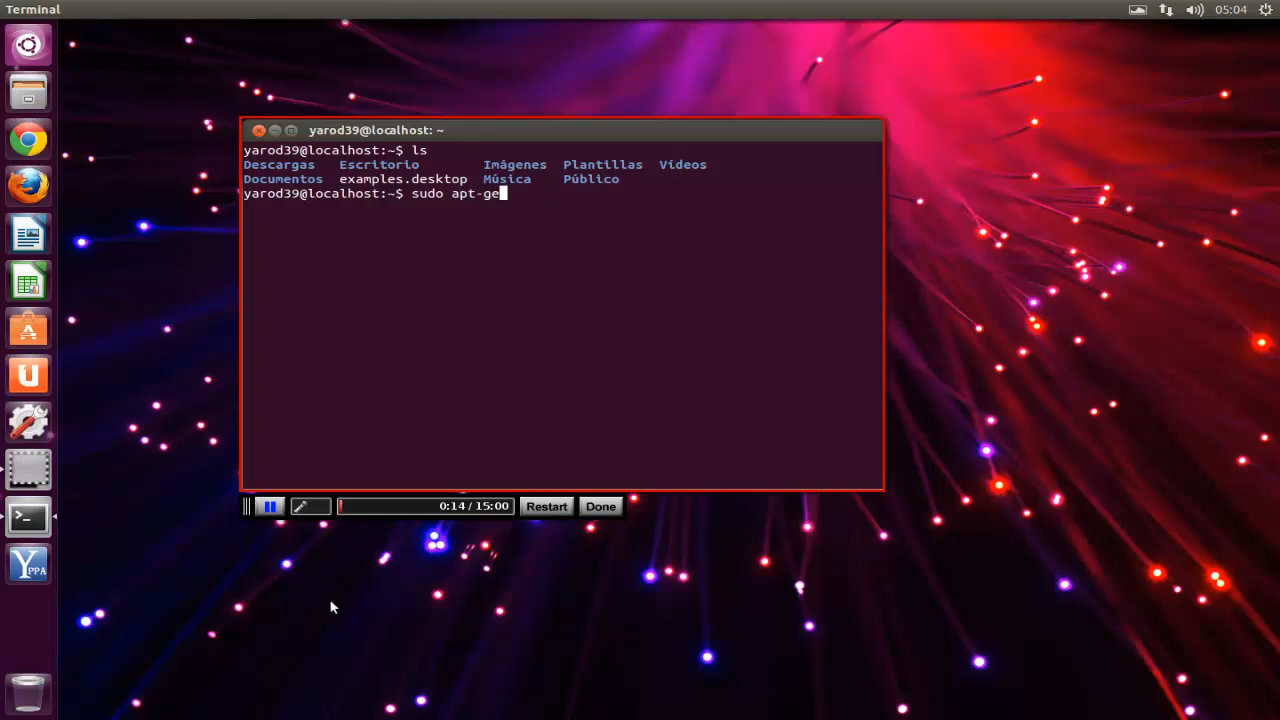 Terminal
05:04
yarod39@localhost: ~
yarod39@localhost:~$ ls
Descargas Escritorio Imágenes Plantillas Vídeos
Documentos examples.desktop Música Público
yarod39@localhost:~$ sudo apt-ge
0:14 / 15:00 Restart Done
A
U
>_
Y PPA